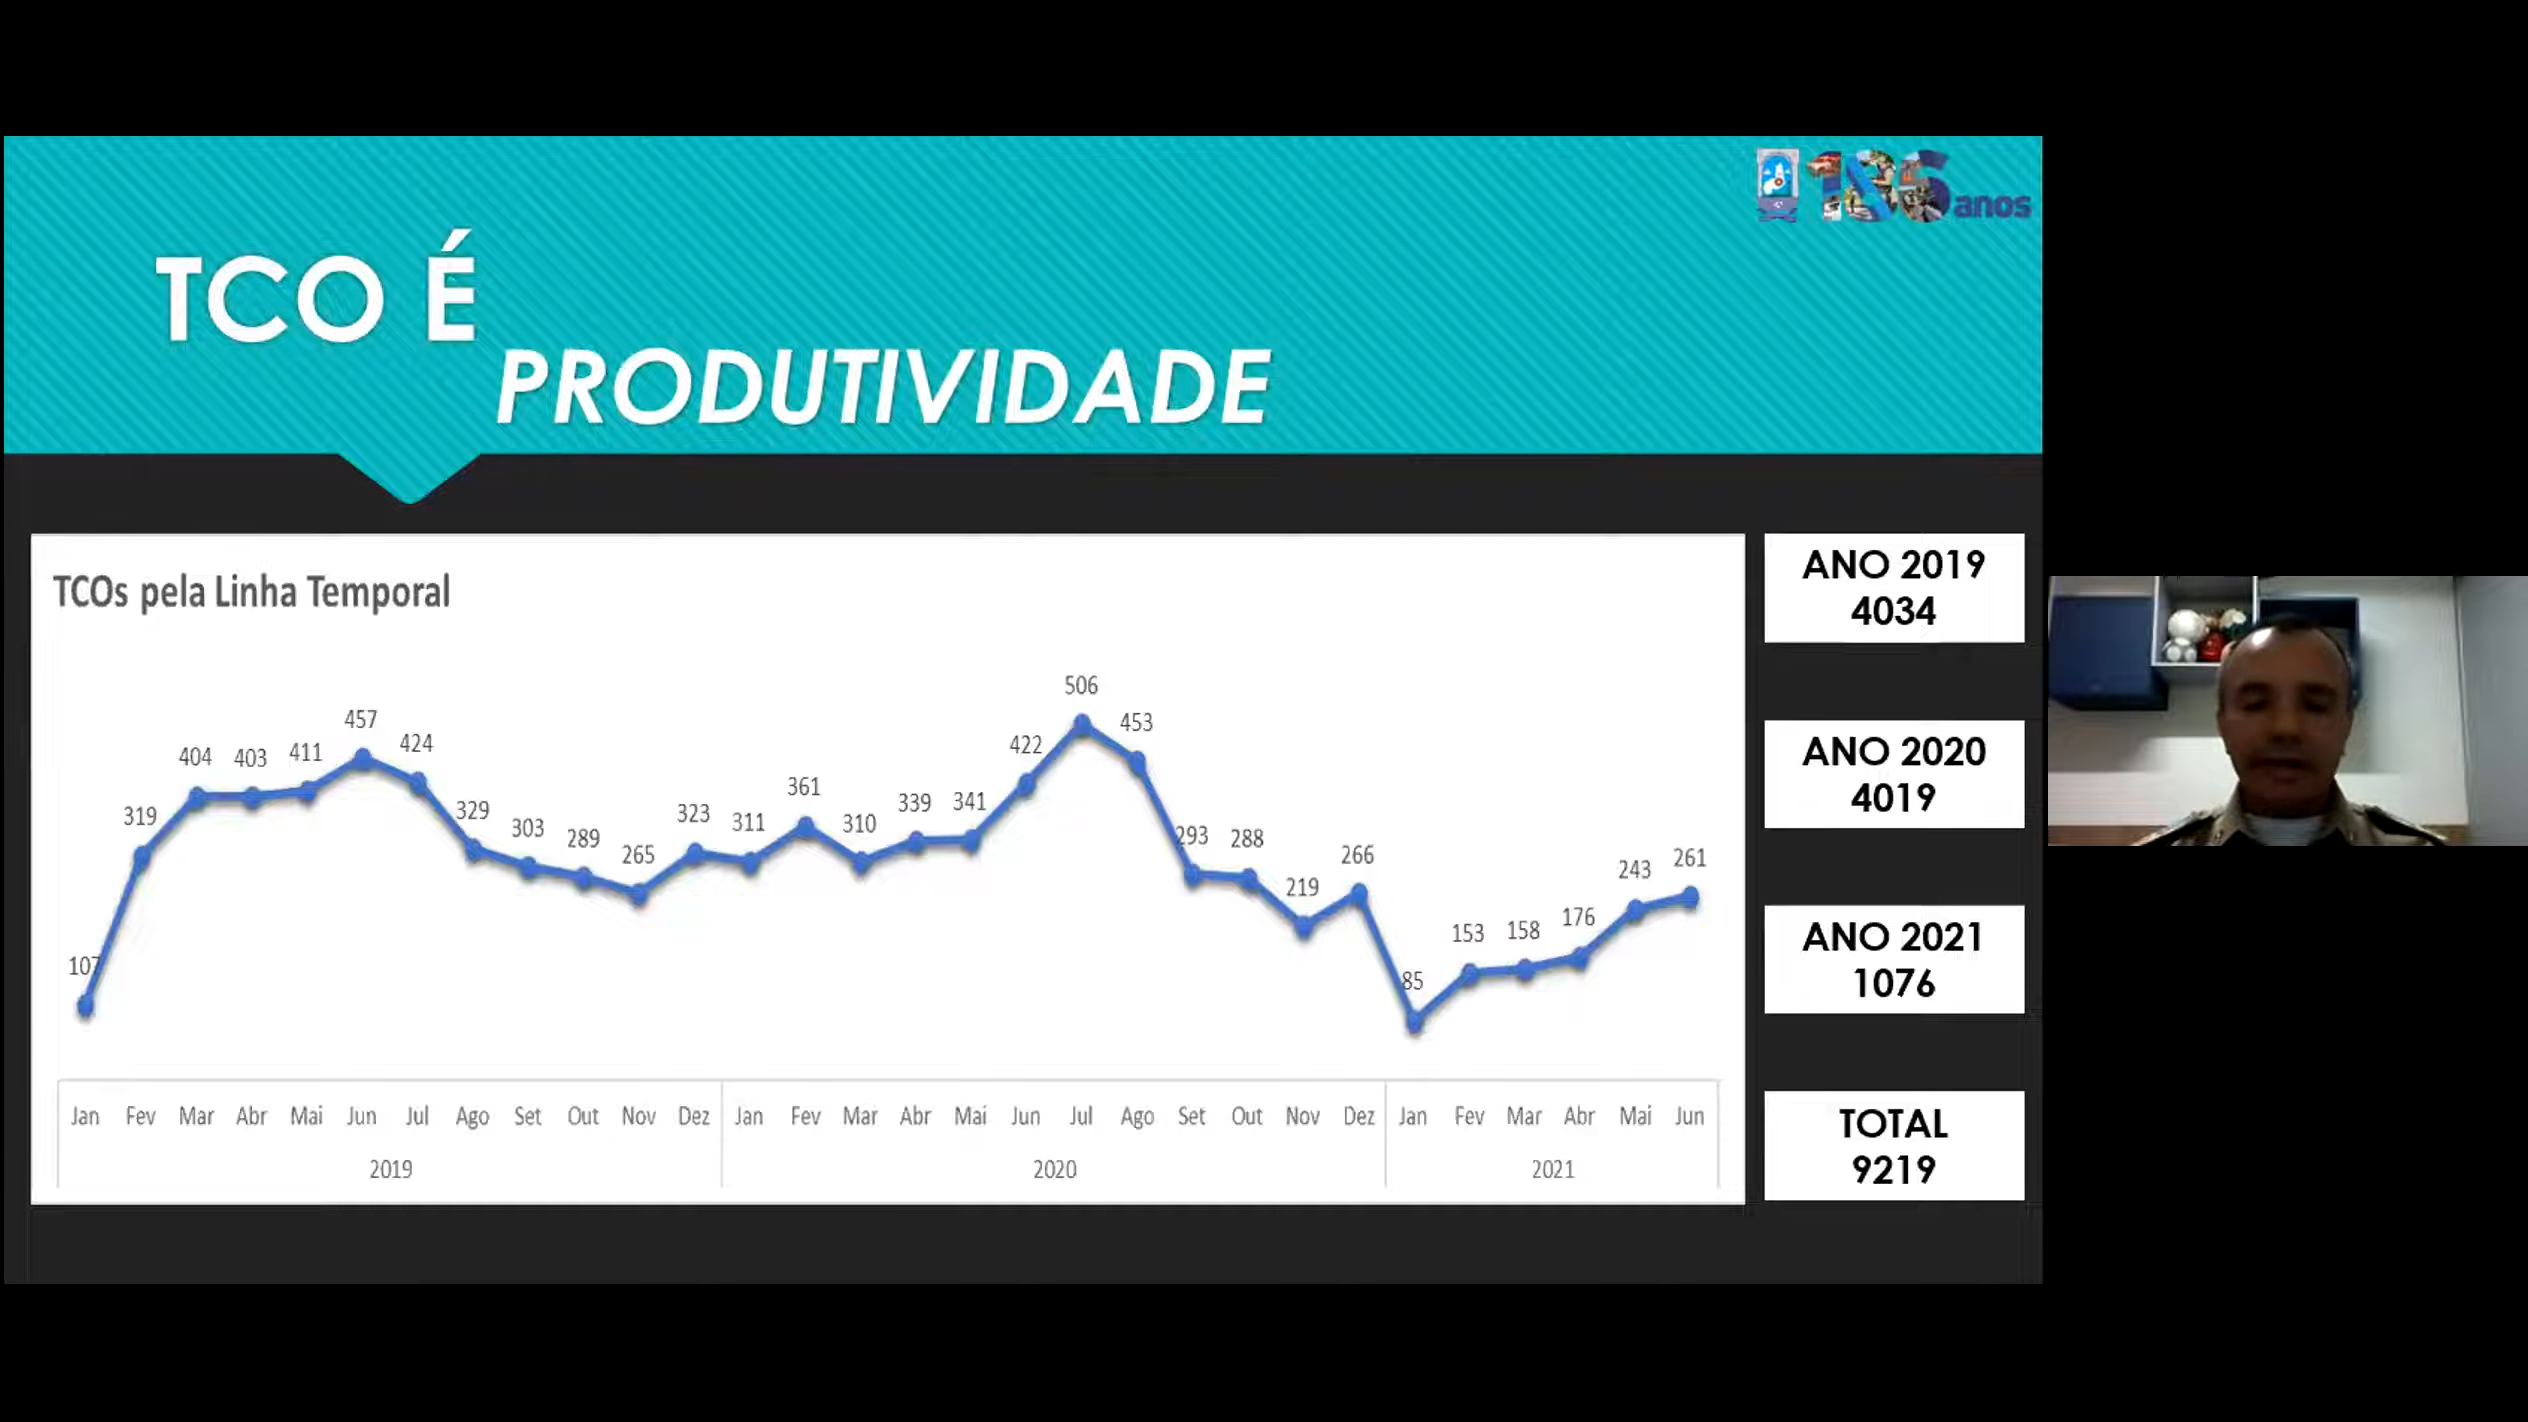 186 anos
TCO É
PRODUTIVIDADE
TCOs pela Linha Temporal
107 319 404 403 411 457 424 329 303 289 265 323 311 361 310 339 341 422 506 453 293 288 219 266 85 153 158 176 243 261
Jan Fev Mar Abr Mai Jun Jul Ago Set Out Nov Dez Jan Fev Mar Abr Mai Jun Jul Ago Set Out Nov Dez Jan Fev Mar Abr Mai Jun
2019 2020 2021
ANO 2019
4034
ANO 2020
4019
ANO 2021
1076
TOTAL
9219